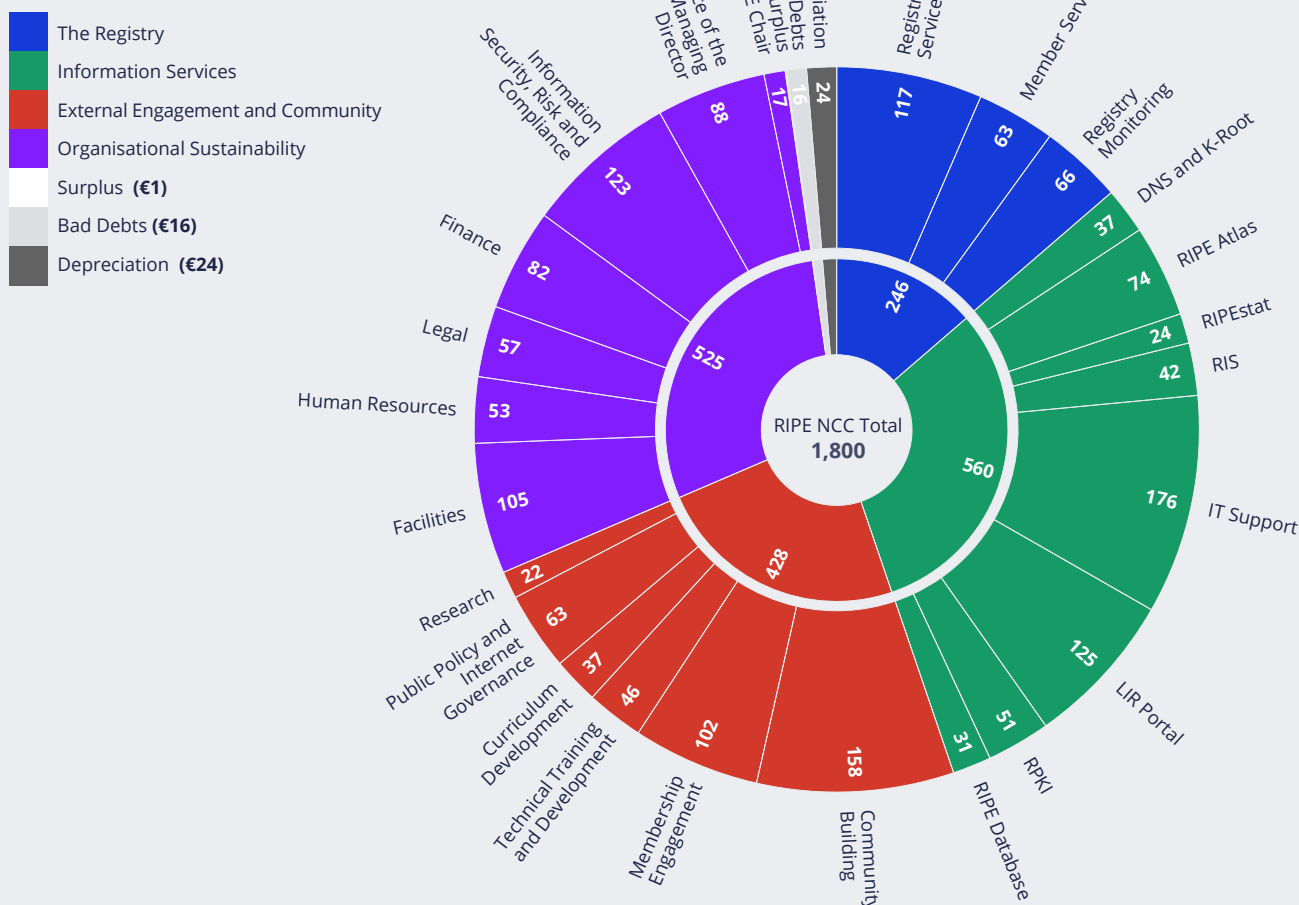 The Registry
Information Services
External Engagement and Community
Organisational Sustainability
Surplus (€1)
Bad Debts (€16)
Depreciation (€24)
Member
117
63
Registry
Monitoring
66
DNS and K-Root
37
RIPE Atlas
74
RIPEstat
24
RIS
42
IT Support
176
LIR Portal
125
RPKI
51
RIPE Database
31
Community
Building
158
Membership
Engagement
102
Technical Training
and Development
46
Curriculum
Development
37
Public Policy and
Internet
Governance
63
Research
22
Facilities
105
Human Resources
53
Legal
57
Finance
82
Information
Security, Risk and
Compliance
123
of the
Managing
Director
88
Chair
17
Debts
16
24
246
560
428
525
RIPE NCC Total
1,800